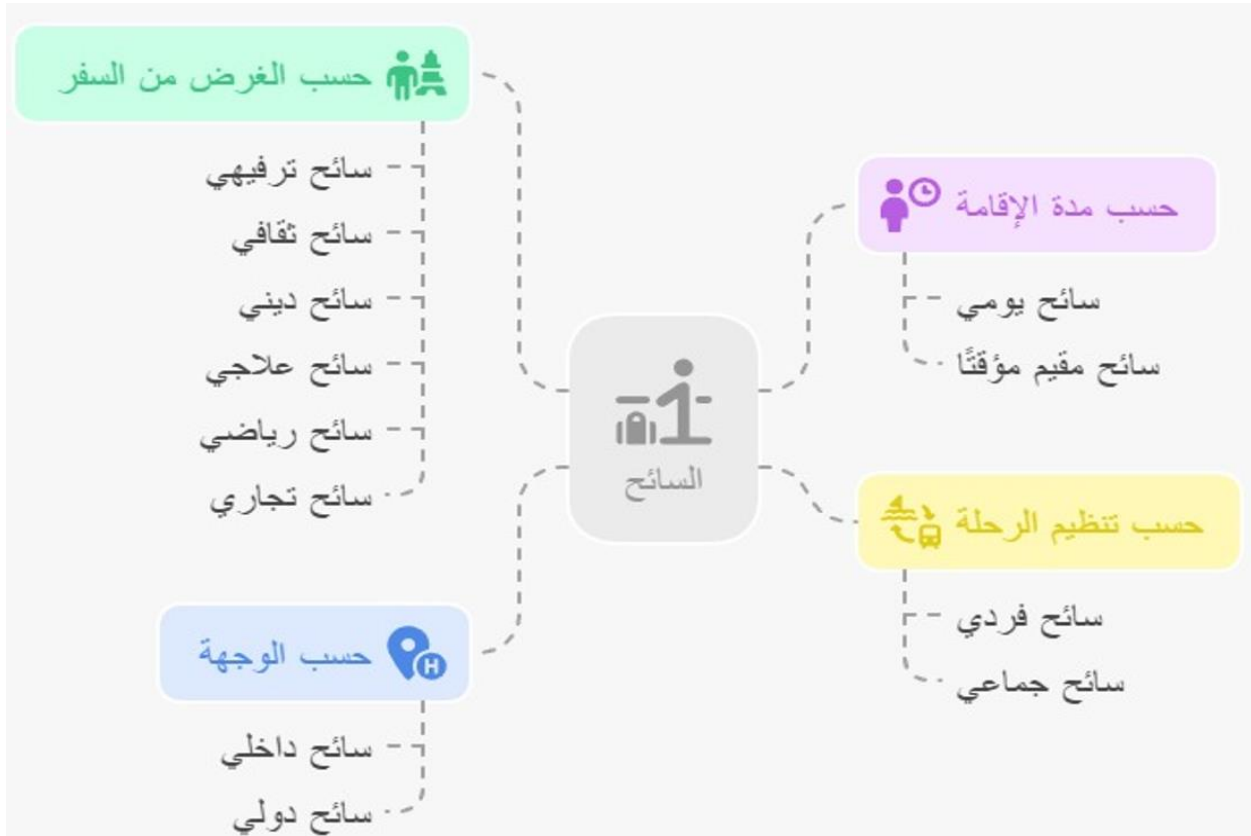 السائح
حسب مدة الإقامة
سائح يومي
سائح مقيم مؤقتًا
حسب تنظيم الرحلة
سائح فردي
سائح جماعي
حسب الغرض من السفر
سائح ترفيهي
سائح ثقافي
سائح ديني
سائح علاجي
سائح رياضي
سائح تجاري
حسب الوجهة
H
سائح داخلي
سائح دولي